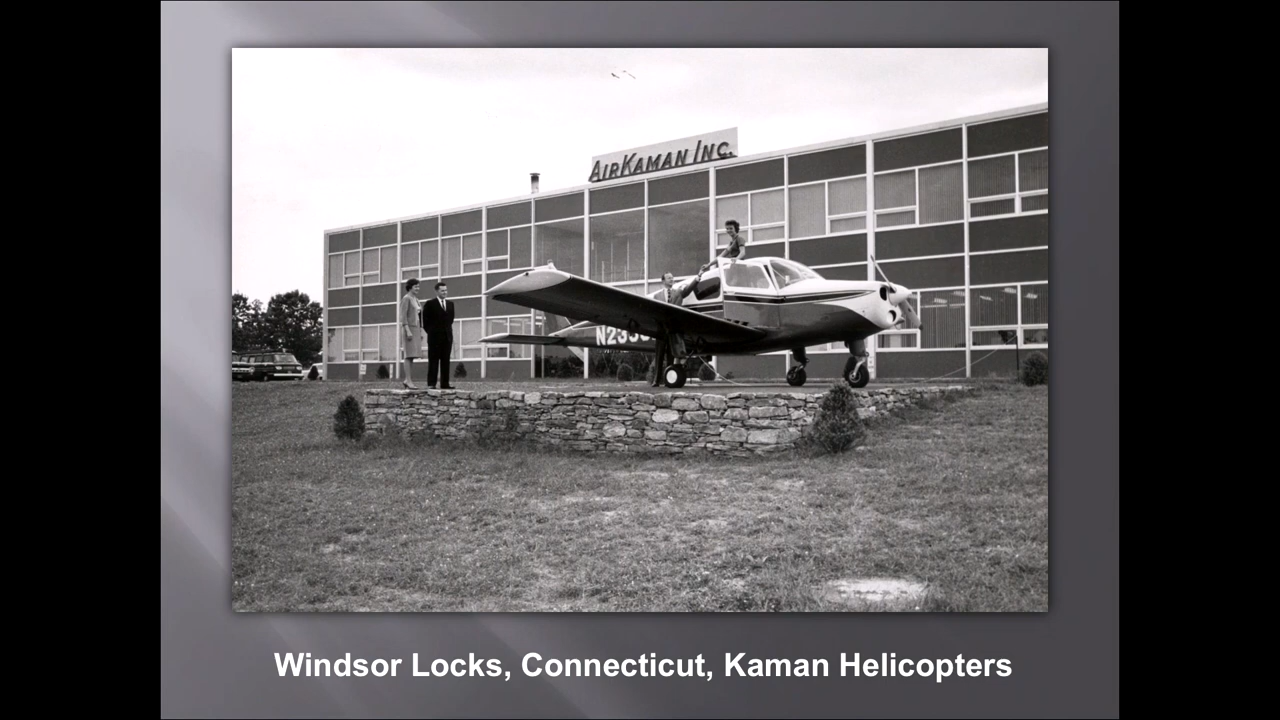 AIRKAMAN INC.
Windsor Locks, Connecticut, Kaman Helicopters